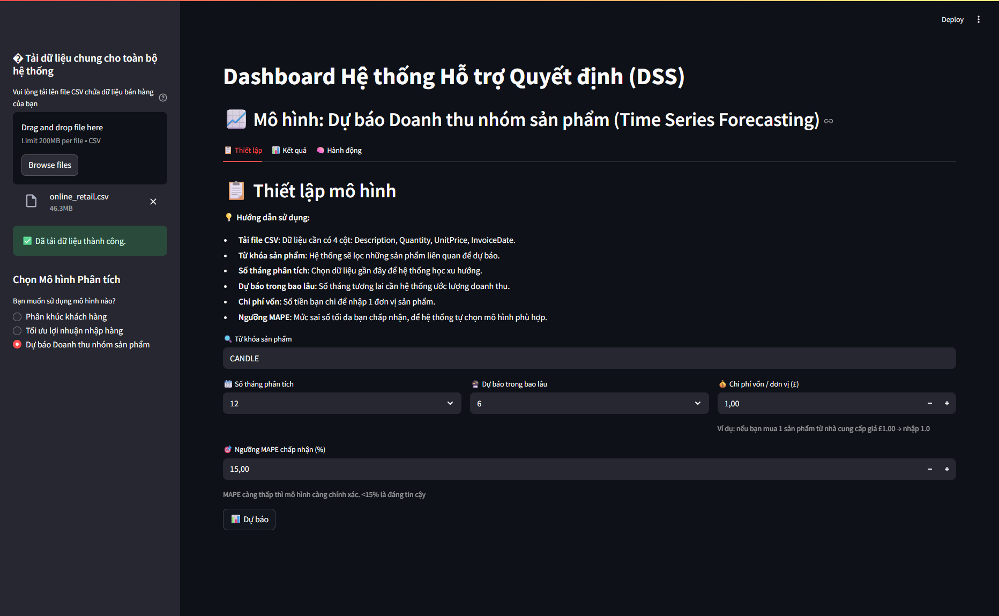 Deploy
� Tải dữ liệu chung cho toàn bộ
hệ thống
Vui lòng tải lên file CSV chứa dữ liệu bán hàng
của bạn
Drag and drop file here
Limit 200MB per file • CSV
Browse files
online_retail.csv
46.3MB
✅ Đã tải dữ liệu thành công.
Chọn Mô hình Phân tích
Bạn muốn sử dụng mô hình nào?
Phân khúc khách hàng
Tối ưu lợi nhuận nhập hàng
Dự báo Doanh thu nhóm sản phẩm
Dashboard Hệ thống Hỗ trợ Quyết định (DSS)
📈 Mô hình: Dự báo Doanh thu nhóm sản phẩm (Time Series Forecasting)
📋 Thiết lập 📊 Kết quả 🧠 Hành động
📋 Thiết lập mô hình
💡 Hướng dẫn sử dụng:
• Tải file CSV: Dữ liệu cần có 4 cột: Description, Quantity, UnitPrice, InvoiceDate.
• Từ khóa sản phẩm: Hệ thống sẽ lọc những sản phẩm liên quan để dự báo.
• Số tháng phân tích: Chọn dữ liệu gần đây để hệ thống học xu hướng.
• Dự báo trong bao lâu: Số tháng tương lai cần hệ thống ước lượng doanh thu.
• Chi phí vốn: Số tiền bạn chi để nhập 1 đơn vị sản phẩm.
• Ngưỡng MAPE: Mức sai số tối đa bạn chấp nhận, để hệ thống tự chọn mô hình phù hợp.
🔍 Từ khóa sản phẩm
CANDLE
📅 Số tháng phân tích
12
🔮 Dự báo trong bao lâu
6
💰 Chi phí vốn / đơn vị (£)
1,00
Ví dụ: nếu bạn mua 1 sản phẩm từ nhà cung cấp giá £1.00 → nhập 1.0
🎯 Ngưỡng MAPE chấp nhận (%)
15,00
MAPE càng thấp thì mô hình càng chính xác. <15% là đáng tin cậy
📊 Dự báo